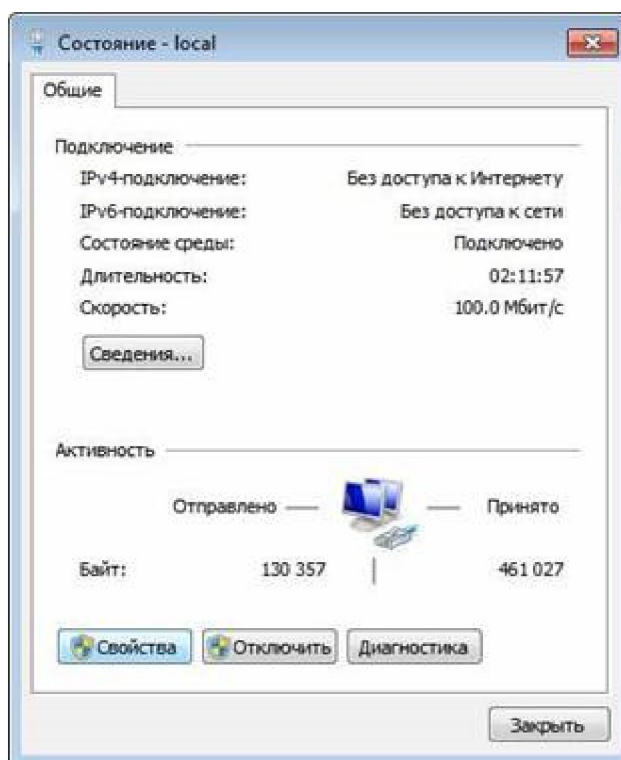 Состояние - local
Общие
Подключение
IPv4-подключение: Без доступа к Интернету
IPv6-подключение: Без доступа к сети
Состояние среды: Подключено
Длительность: 02:11:57
Скорость: 100.0 Мбит/с
Сведения...
Активность
Отправлено — — Принято
Байт: 130 357 | 461 027
Свойства Отключить Диагностика
Закрыть